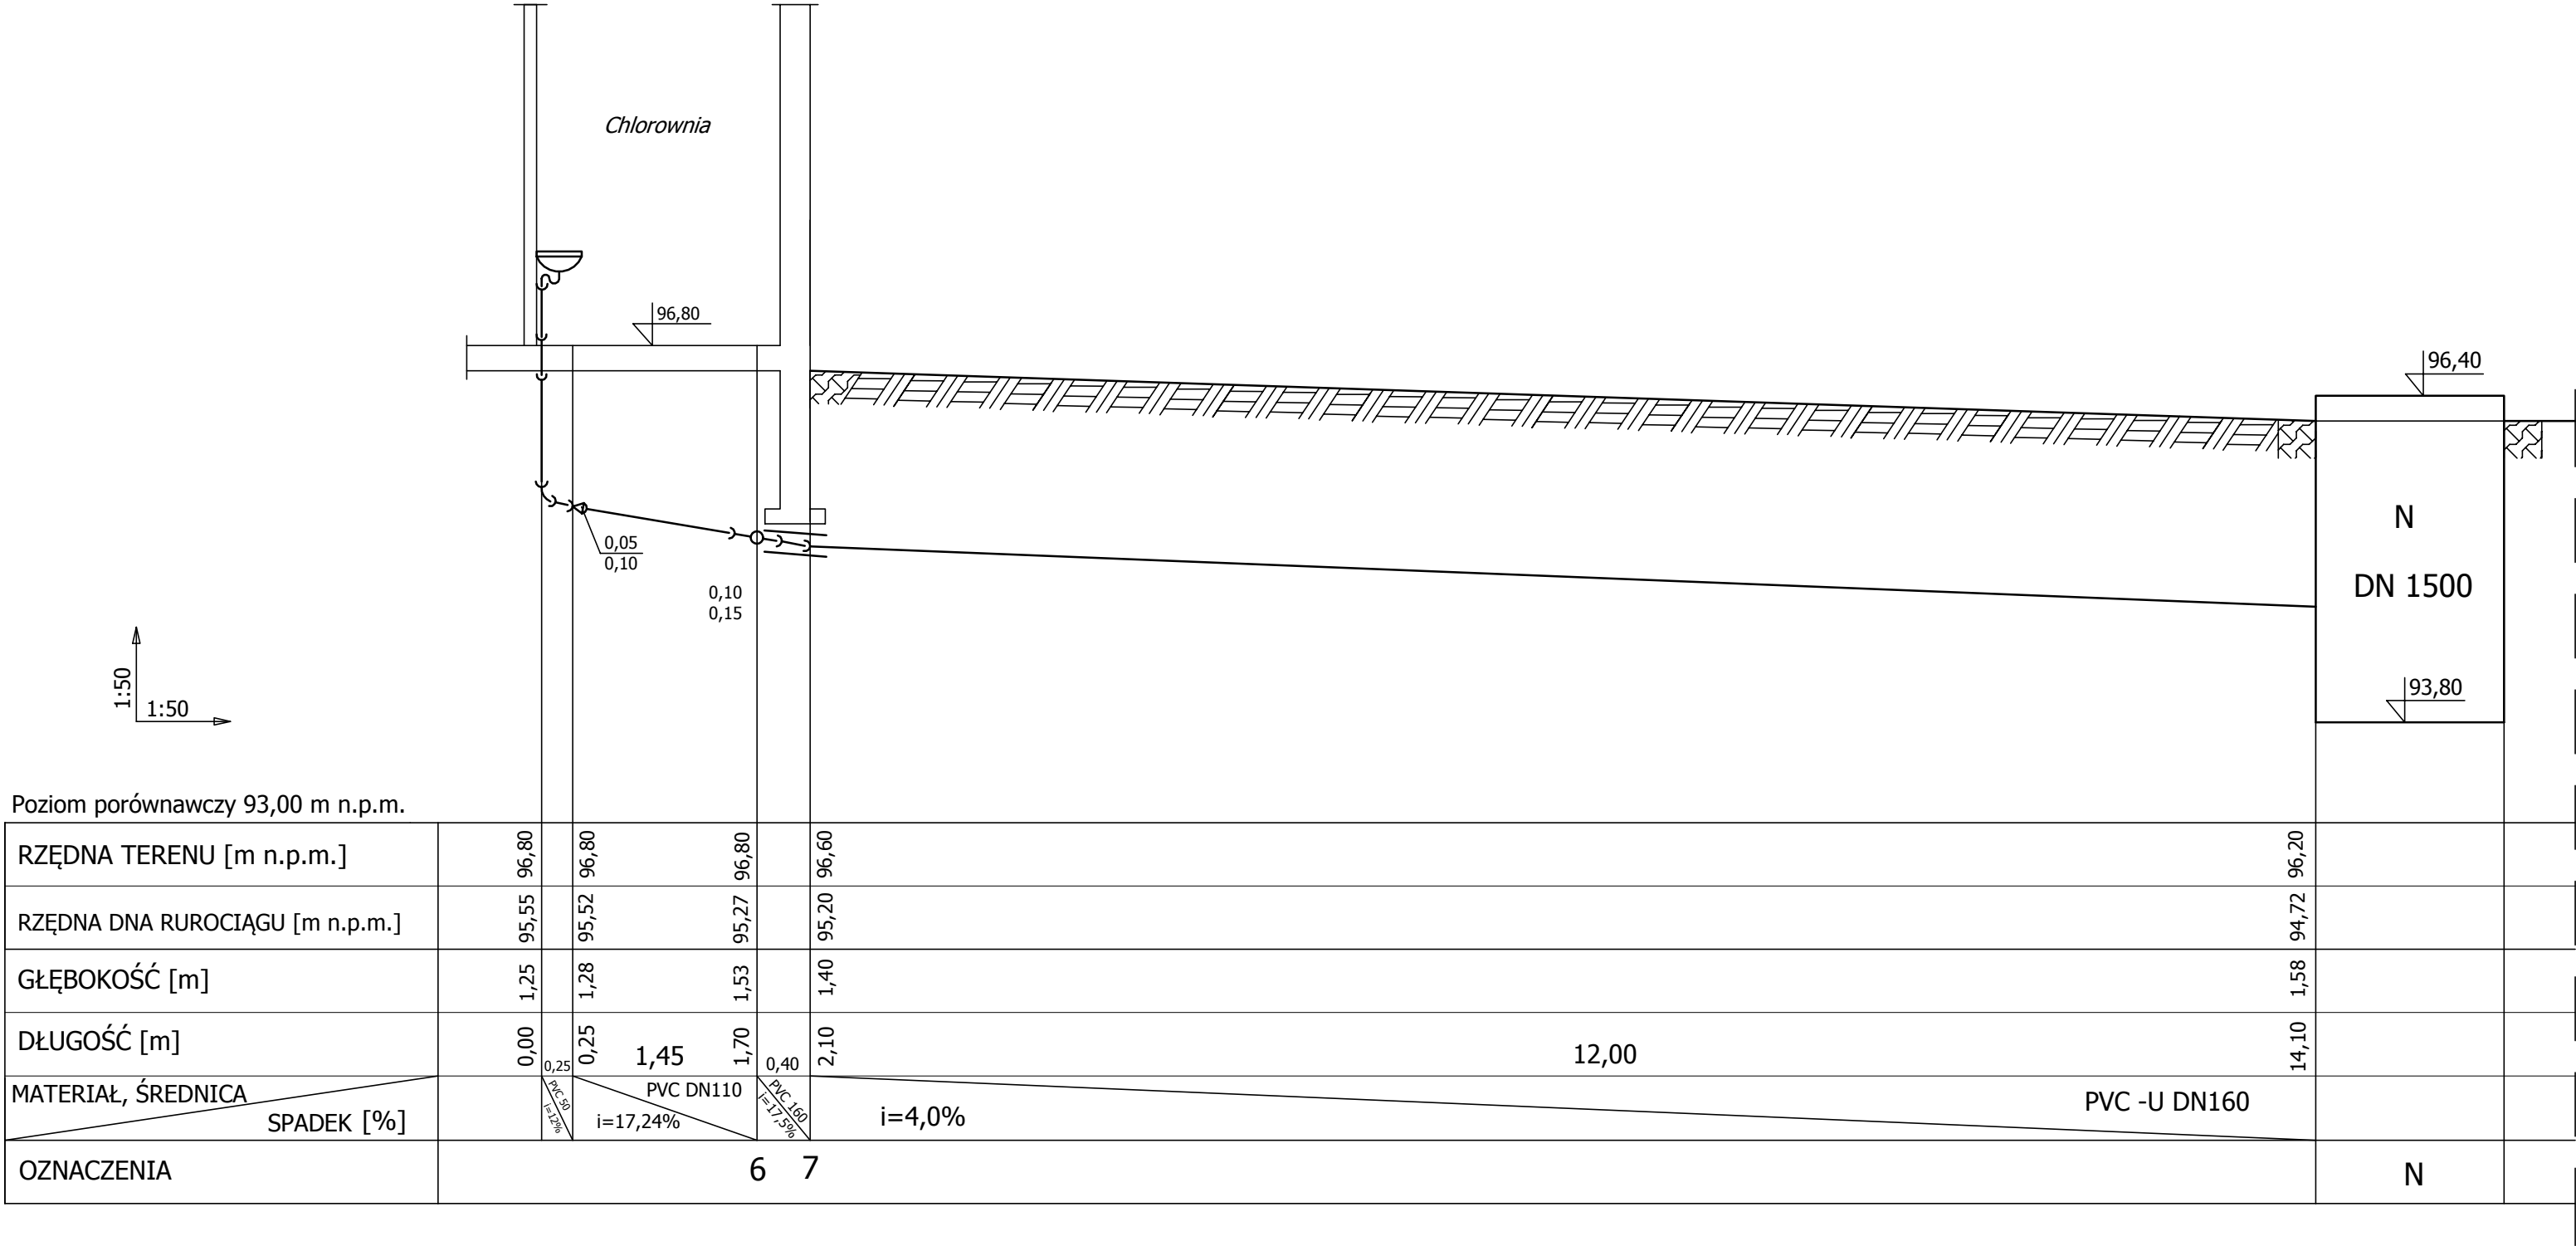 Chlorownia
96,80
96,40
N
DN 1500
93,80
0,05
0,10
0,10
0,15
1:50
1:50
Poziom porównawczy 93,00 m n.p.m.
RZĘDNA TERENU [m n.p.m.]
96,80
96,80
96,80
96,60
96,20
RZĘDNA DNA RUROCIĄGU [m n.p.m.]
95,55
95,52
95,27
95,20
94,72
GŁĘBOKOŚĆ [m]
1,25
1,28
1,53
1,40
1,58
DŁUGOŚĆ [m]
0,00
0,25
0,25
1,45
1,70
0,40
2,10
12,00
14,10
MATERIAŁ, ŚREDNICA
SPADEK [%]
PVC 50
i=12%
PVC DN110
i=17,24%
PVC 160
i=17,5%
i=4,0%
PVC -U DN160
OZNACZENIA
6
7
N